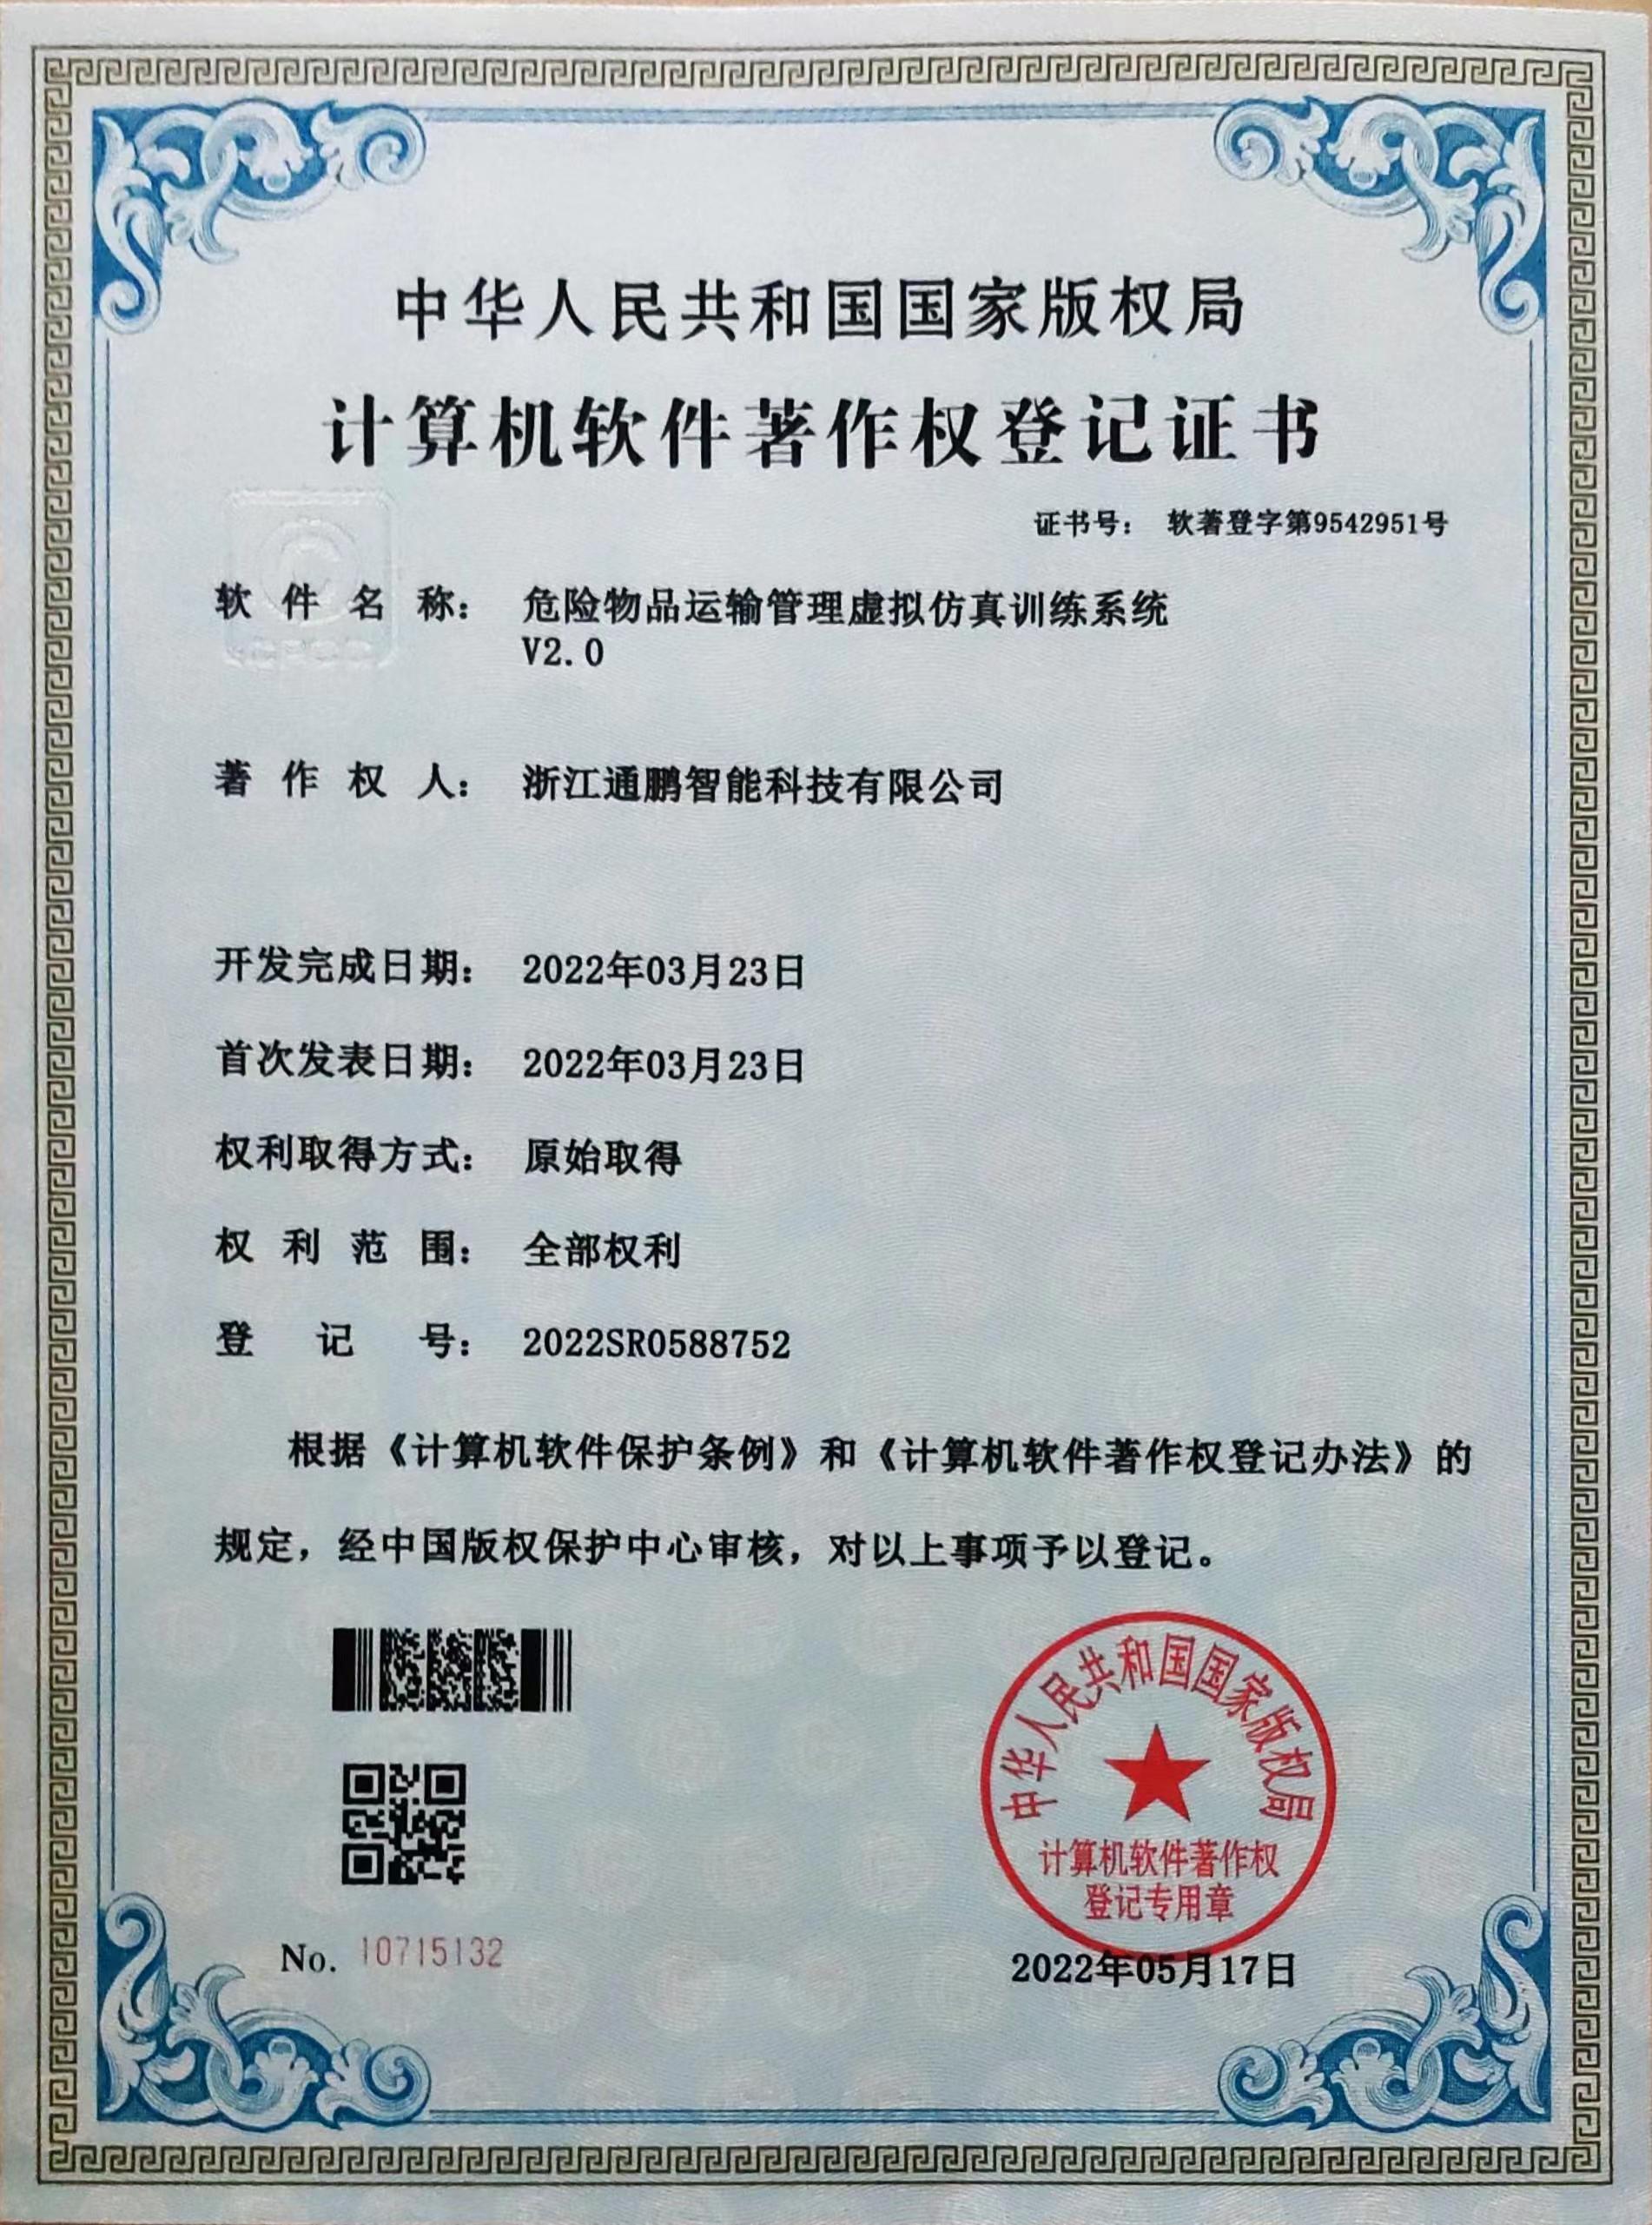 中华人民共和国国家版权局
计算机软件著作权登记证书
证书号： 软著登字第9542951号
软件名称： 危险物品运输管理虚拟仿真训练系统
V2.0
著作权人： 浙江通鹏智能科技有限公司
开发完成日期： 2022年03月23日
首次发表日期： 2022年03月23日
权利取得方式： 原始取得
权利范围： 全部权利
登记号： 2022SR0588752
根据《计算机软件保护条例》和《计算机软件著作权登记办法》的
规定，经中国版权保护中心审核，对以上事项予以登记。
中华人民共和国国家版权局
计算机软件著作权
登记专用章
No. 10715132
2022年05月17日